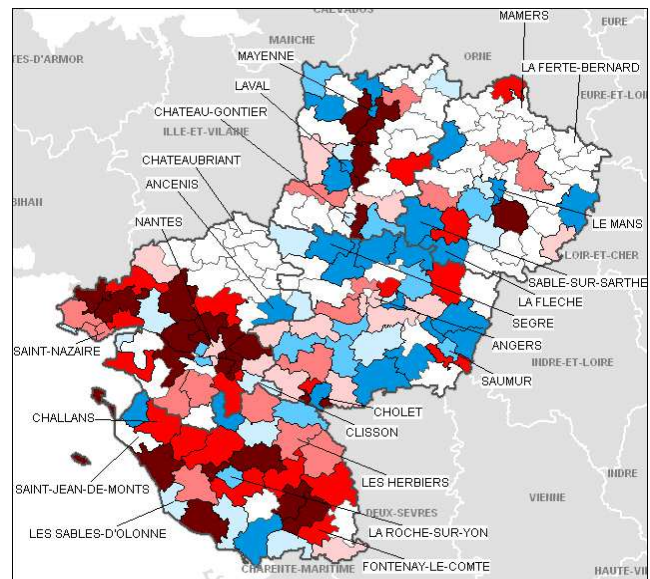 CALVADOS
MAMERS
EURE
MANCHE
ORNE
TES-D'ARMOR
MAYENNE
LA FERTE-BERNARD
LAVAL
EURE-ET-LOI
CHATEAU-GONTIER
ILLE-ET-VILAINE
CHATEAUBRIANT
ANCENIS
BIHAN
NANTES
LE MANS
LOIR-ET-CHER
SABLE-SUR-SARTHE
LA FLECHE
SEGRE
SAINT-NAZAIRE
ANGERS
INDRE-ET-LOIRE
SAUMUR
CHALLANS
CHOLET
CLISSON
SAINT-JEAN-DE-MONTS
LES HERBIERS
INDRE
VIENNE
DEUX-SEVRES
LES SABLES-D'OLONNE
LA ROCHE-SUR-YON
FONTENAY-LE-COMTE
CHARENTE-MARITIME
HAUTE-VI